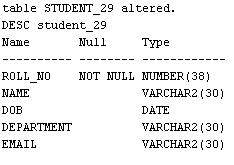 table STUDENT_29 altered.
DESC student_29
Name       Null     Type
---------- -------- ------------
ROLL_NO    NOT NULL NUMBER(38)
NAME                VARCHAR2(30)
DOB                 DATE
DEPARTMENT          VARCHAR2(30)
EMAIL               VARCHAR2(30)